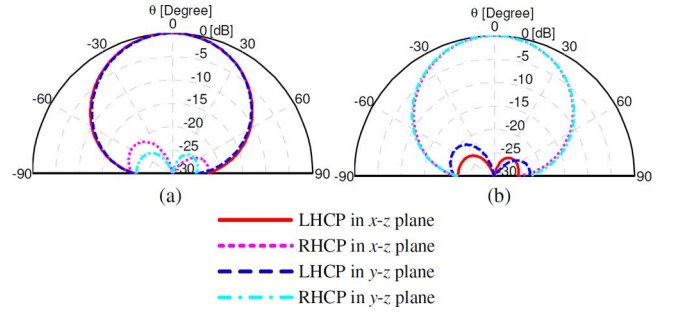 θ [Degree]
0
0 [dB]
-30
30
-5
-10
-60
60
-15
-20
-25
-30
-90
90
(a)
θ [Degree]
0
0 [dB]
-30
30
-5
-10
-60
60
-15
-20
-25
-30
-90
90
(b)
LHCP in x-z plane
RHCP in x-z plane
LHCP in y-z plane
RHCP in y-z plane